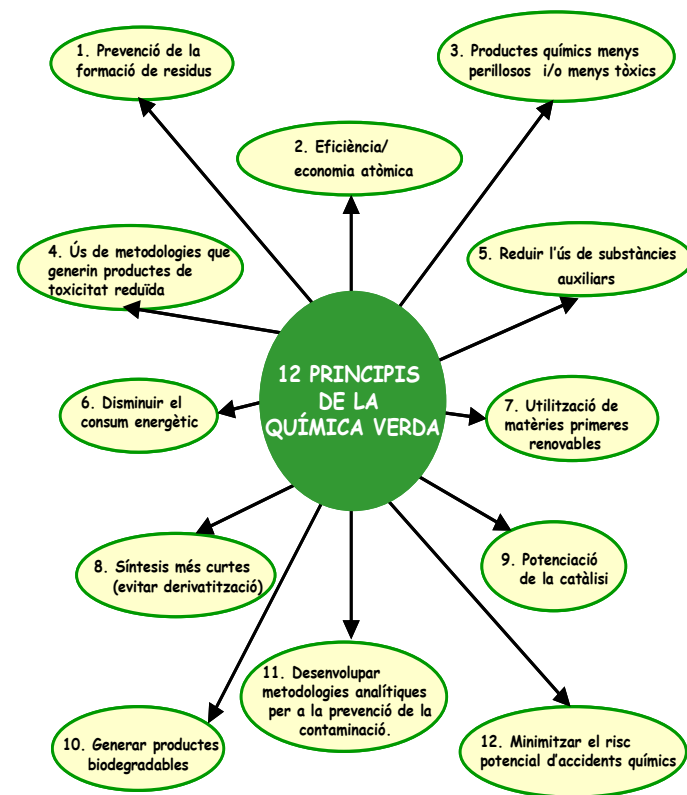 1. Prevenció de la
formació de residus
3. Productes químics menys
perillosos i/o menys tòxics
2. Eficiència/
economia atòmica
4. Ús de metodologies que
generin productes de
toxicitat reduïda
5. Reduir l'ús de substàncies
auxiliars
12 PRINCIPIS
DE LA
QUÍMICA VERDA
6. Disminuir el
consum energètic
7. Utilització de
matèries primeres
renovables
8. Síntesis més curtes
(evitar derivatització)
9. Potenciació
de la catàlisi
11. Desenvolupar
metodologies analítiques
per a la prevenció de la
contaminació.
10. Generar productes
biodegradables
12. Minimitzar el risc
potencial d'accidents químics